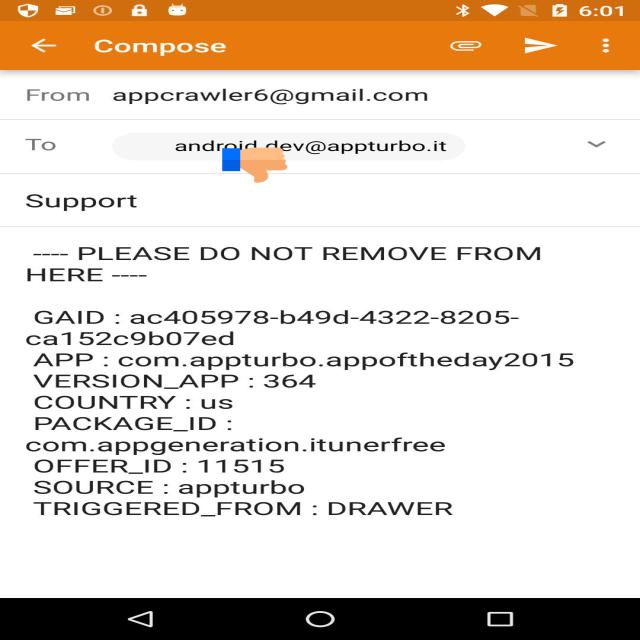 6:01
Compose
From appcrawler6@gmail.com
To android.dev@appturbo.it
Support
---- PLEASE DO NOT REMOVE FROM
HERE ----
GAID : ac405978-b49d-4322-8205-
ca152c9b07ed
APP : com.appturbo.appoftheday2015
VERSION_APP : 364
COUNTRY : us
PACKAGE_ID :
com.appgeneration.itunerfree
OFFER_ID : 11515
SOURCE : appturbo
TRIGGERED_FROM : DRAWER